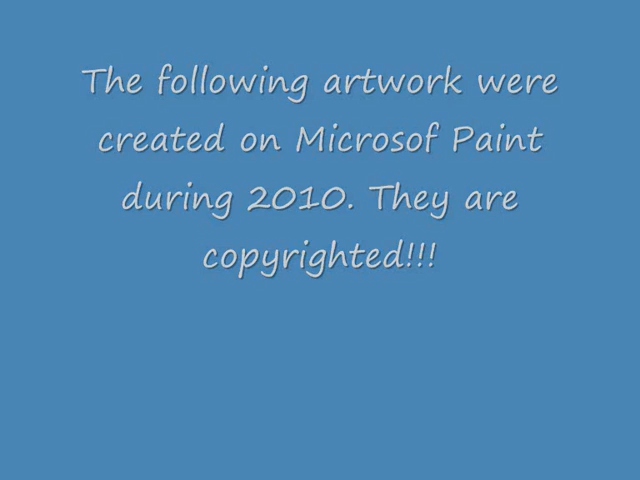 The following artwork were
created on Microsof Paint
during 2010. They are
copyrighted!!!